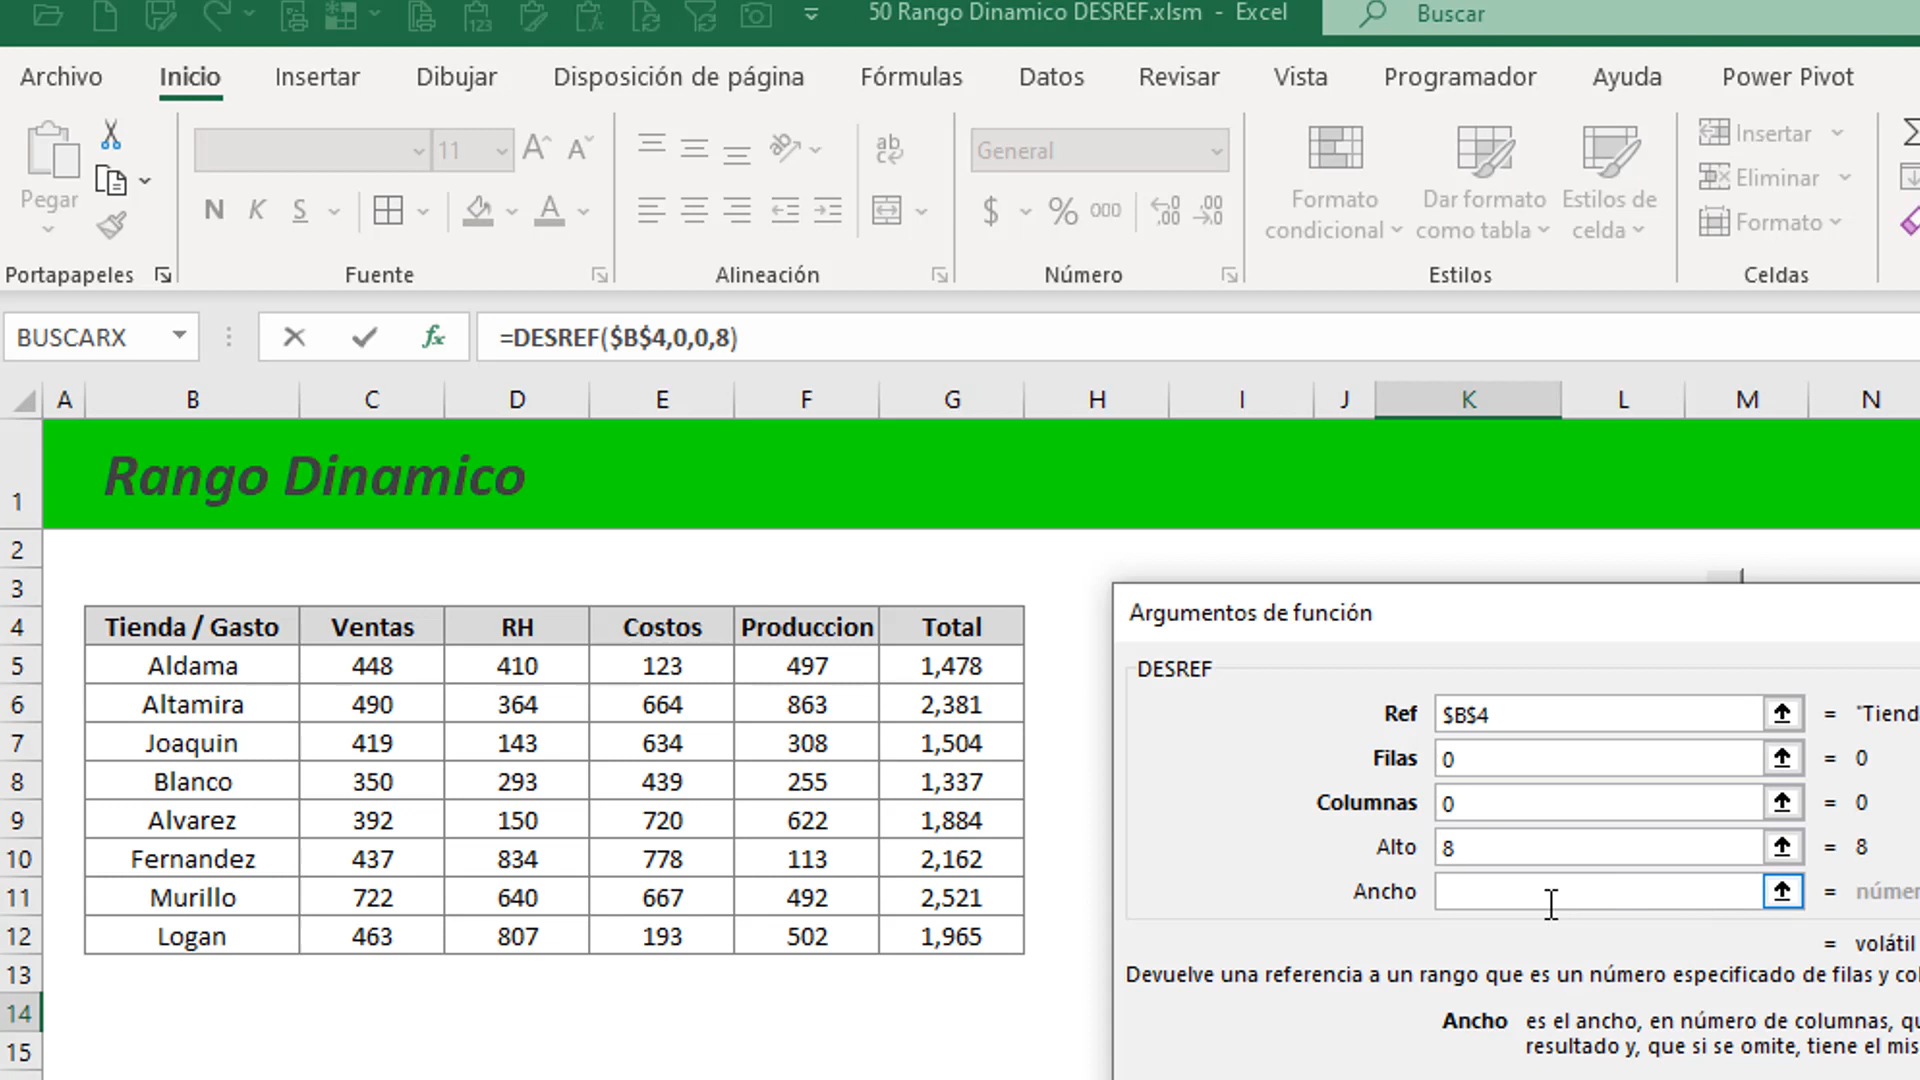 50 Rango Dinamico DESREF.xlsm - Excel
Buscar
Archivo Inicio Insertar Dibujar Disposición de página Fórmulas Datos Revisar Vista Programador Ayuda Power Pivot
Pegar
11
General
Formato condicional
Dar formato como tabla
Estilos de celda
Insertar
Eliminar
Formato
N K S
$ % 000
Portapapeles Fuente Alineación Número Estilos Celdas
BUSCARX fx =DESREF($B$4,0,0,8)
A B C D E F G H I J K L M N
1 Rango Dinamico
2
3
4 Tienda / Gasto Ventas RH Costos Produccion Total
5 Aldama 448 410 123 497 1,478
6 Altamira 490 364 664 863 2,381
7 Joaquin 419 143 634 308 1,504
8 Blanco 350 293 439 255 1,337
9 Alvarez 392 150 720 622 1,884
10 Fernandez 437 834 778 113 2,162
11 Murillo 722 640 667 492 2,521
12 Logan 463 807 193 502 1,965
13
14
15
Argumentos de función
DESREF
Ref $B$4 = "Tiend
Filas 0 = 0
Columnas 0 = 0
Alto 8 = 8
Ancho = númer
= volátil
Devuelve una referencia a un rango que es un número especificado de filas y co
Ancho es el ancho, en número de columnas, qu
resultado y, que si se omite, tiene el mis